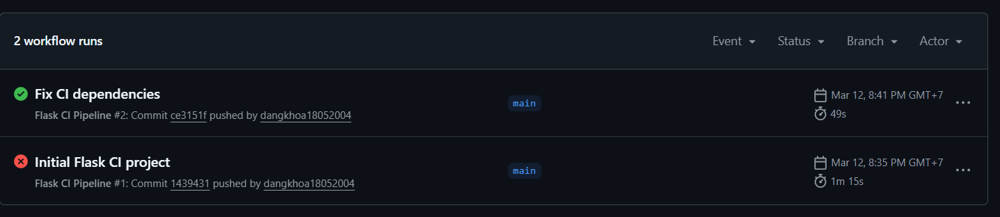 2 workflow runs
Event Status Branch Actor
Fix CI dependencies
Flask CI Pipeline #2: Commit ce3151f pushed by dangkhoa18052004
main
Mar 12, 8:41 PM GMT+7
49s
Initial Flask CI project
Flask CI Pipeline #1: Commit 1439431 pushed by dangkhoa18052004
main
Mar 12, 8:35 PM GMT+7
1m 15s